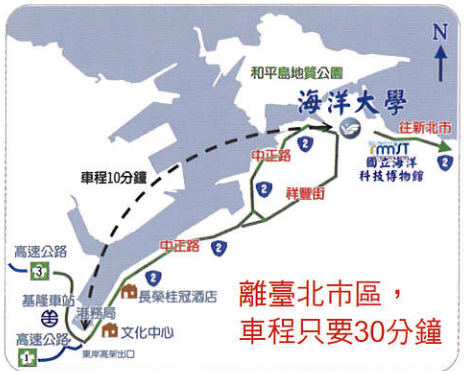 N
和平島地質公園
海洋大學
往新北市
中正路
2
nmmst
國立海洋
科技博物館
2
車程10分鐘
2
祥豐街
中正路
2
高速公路
3
2
長榮桂冠酒店
基隆車站
港務局
文化中心
高速公路
1
東岸高架出口
離臺北市區，
車程只要30分鐘